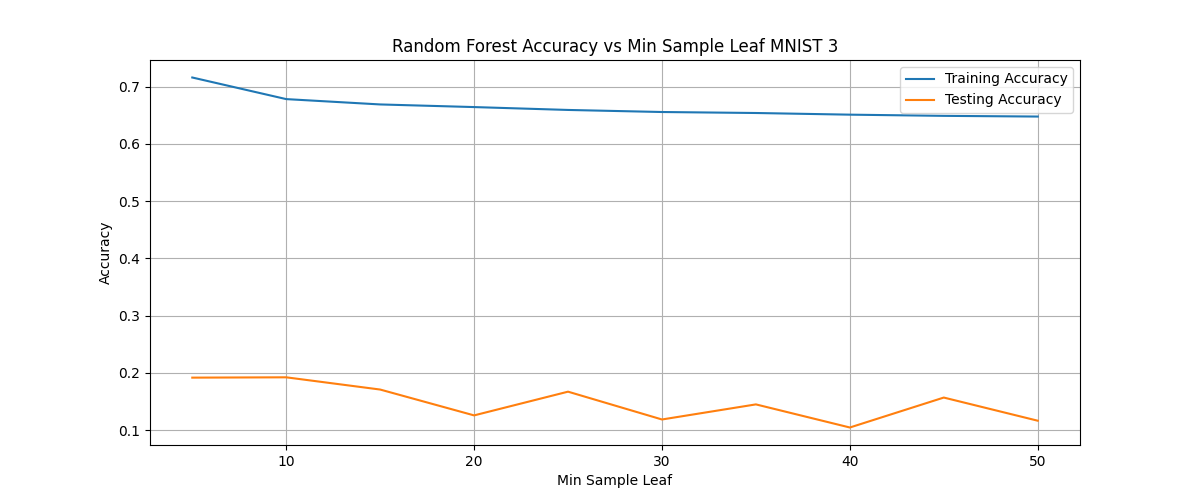 Random Forest Accuracy vs Min Sample Leaf MNIST 3
Training Accuracy
Testing Accuracy
Accuracy
0.7
0.6
0.5
0.4
0.3
0.2
0.1
10 20 30 40 50
Min Sample Leaf